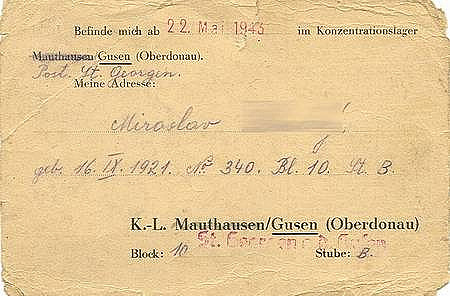 Befinde mich ab 22. Mai 1943 im Konzentrationslager
Mauthausen/Gusen (Oberdonau).
Post. St. Georgen.
Meine Adresse:
Miroslav
geb. 16. IX. 1921. No 340. Bl. 10. St. B.
K.-L. Mauthausen/Gusen (Oberdonau)
St. Georgen a. d. Gusen
Block: 10 Stube: B.